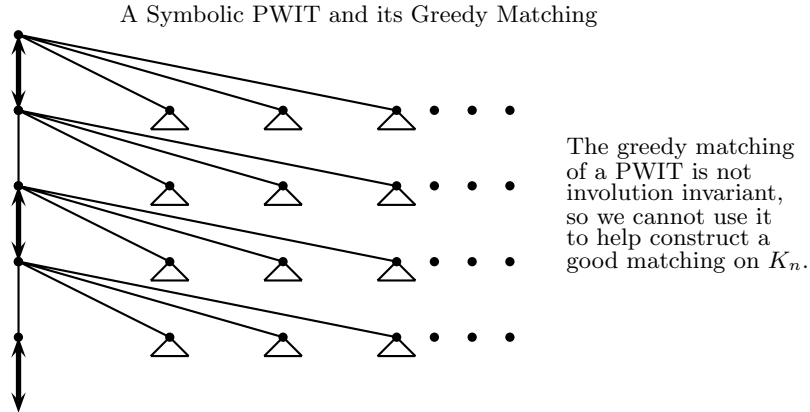 A Symbolic PWIT and its Greedy Matching
The greedy matching
of a PWIT is not
involution invariant,
so we cannot use it
to help construct a
good matching on Kₙ.